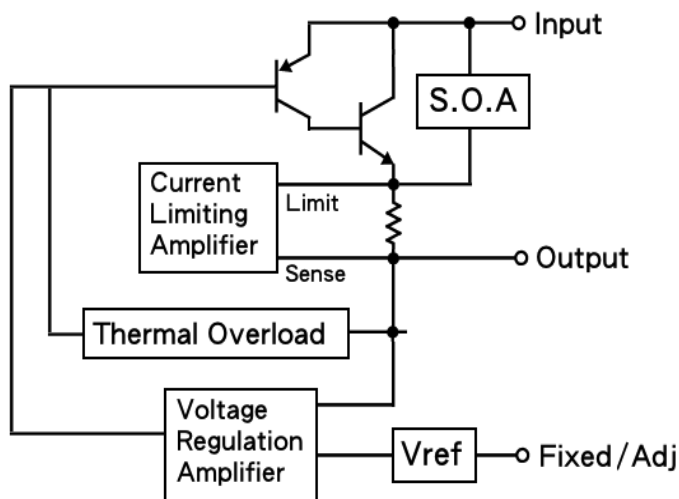 Input
S.O.A
Current
Limiting
Amplifier
Limit
Sense
Output
Thermal Overload
Voltage
Regulation
Amplifier
Vref
Fixed/Adj